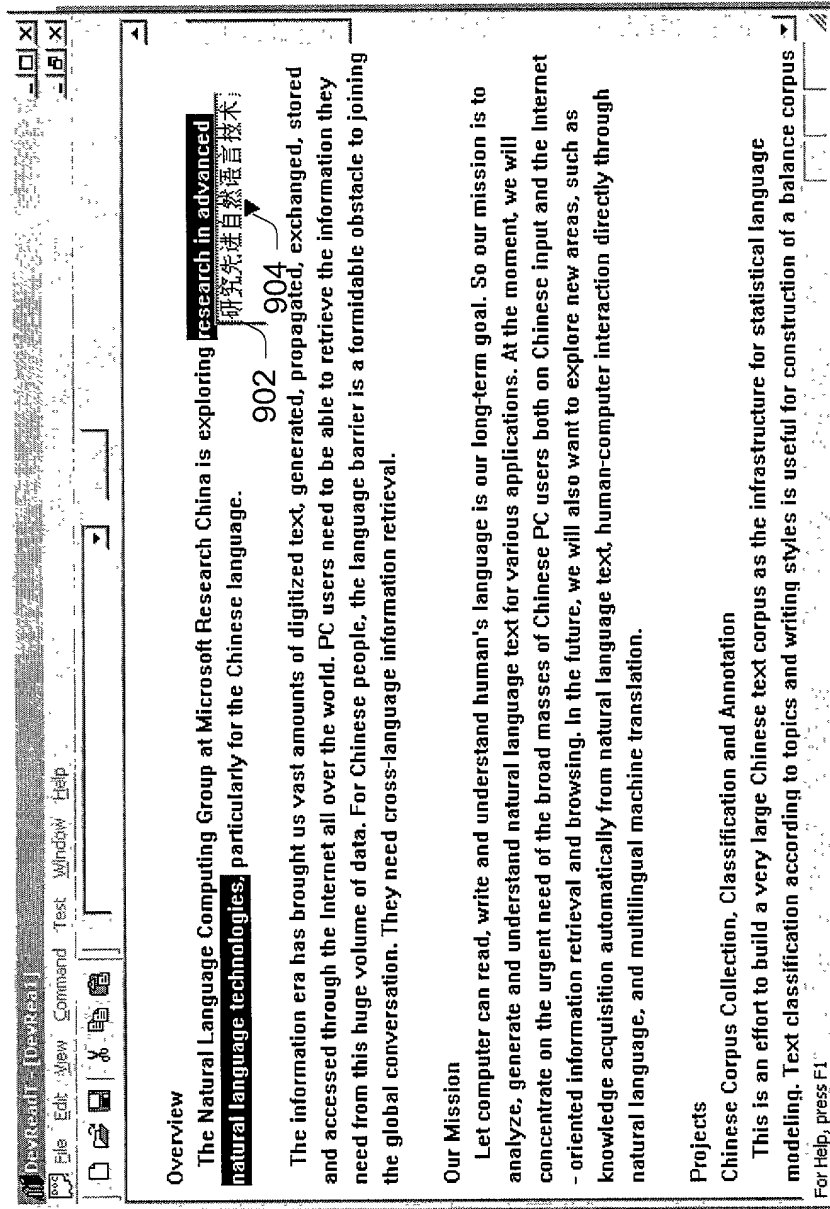 DevReadT - [DevRea1]
File Edit View Command Test Window Help
Overview
The Natural Language Computing Group at Microsoft Research China is exploring research in advanced
研究先进自然语言技术;
natural language technologies, particularly for the Chinese language.
902
904
The information era has brought us vast amounts of digitized text, generated, propagated, exchanged, stored
and accessed through the Internet all over the world. PC users need to be able to retrieve the information they
need from this huge volume of data. For Chinese people, the language barrier is a formidable obstacle to joining
the global conversation. They need cross-language information retrieval.
Our Mission
Let computer can read, write and understand human's language is our long-term goal. So our mission is to
analyze, generate and understand natural language text for various applications. At the moment, we will
concentrate on the urgent need of the broad masses of Chinese PC users both on Chinese input and the Internet
- oriented information retrieval and browsing. In the future, we will also want to explore new areas, such as
knowledge acquisition automatically from natural language text, human-computer interaction directly through
natural language, and multilingual machine translation.
Projects
Chinese Corpus Collection, Classification and Annotation
This is an effort to build a very large Chinese text corpus as the infrastructure for statistical language
modeling. Text classification according to topics and writing styles is useful for construction of a balance corpus
For Help, press F1